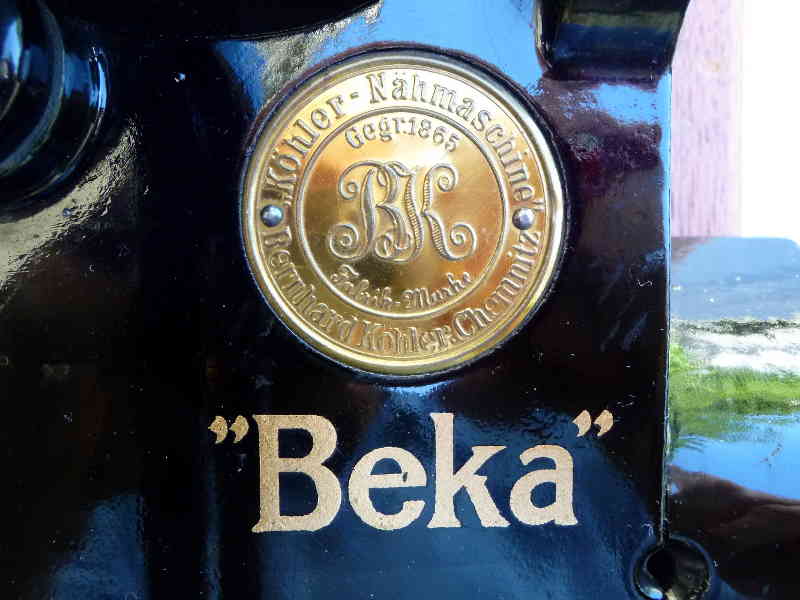 „Köhler-Nähmaschine"
Gegr.1865
BK
Fabrik-Marke
Bernhard Köhler, Chemnitz
"Beka"